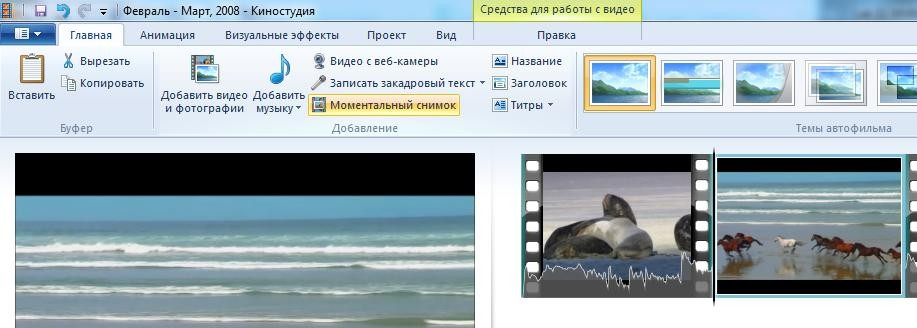 Февраль - Март, 2008 - Киностудия
Средства для работы с видео
Главная Анимация Визуальные эффекты Проект Вид Правка
Вставить
Вырезать
Копировать
Буфер
Добавить видео
и фотографии
Добавить
музыку
Видео с веб-камеры
Записать закадровый текст
Моментальный снимок
Название
Заголовок
Титры
Добавление
Темы автофильма